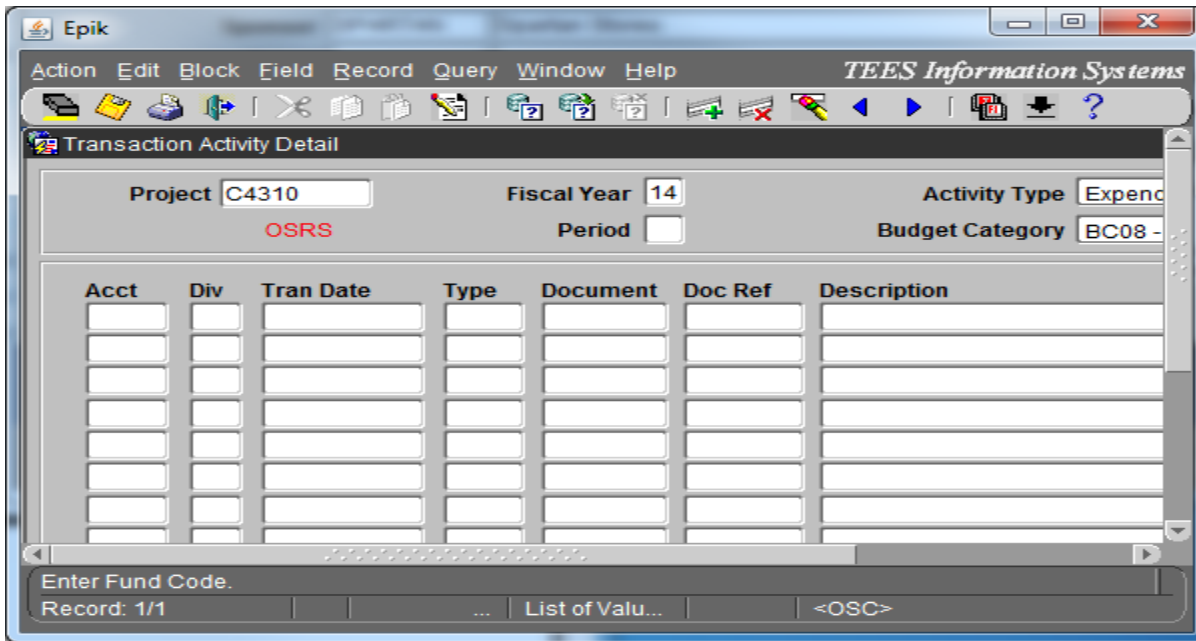 Epik
Action Edit Block Field Record Query Window Help TEES Information Systems
Transaction Activity Detail
Project C4310 Fiscal Year 14 Activity Type Expend
OSRS Period Budget Category BC08 -
Acct Div Tran Date Type Document Doc Ref Description
Enter Fund Code.
Record: 1/1 ... List of Valu... <OSC>